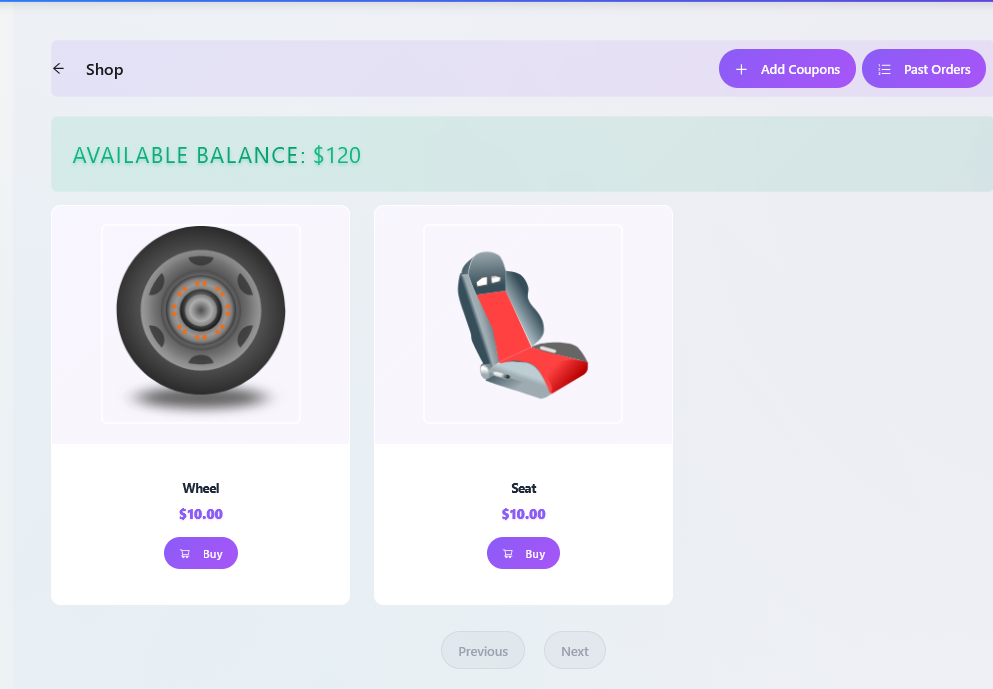 Shop
Add Coupons
Past Orders
AVAILABLE BALANCE: $120
Wheel
$10.00
Buy
Seat
$10.00
Buy
Previous
Next